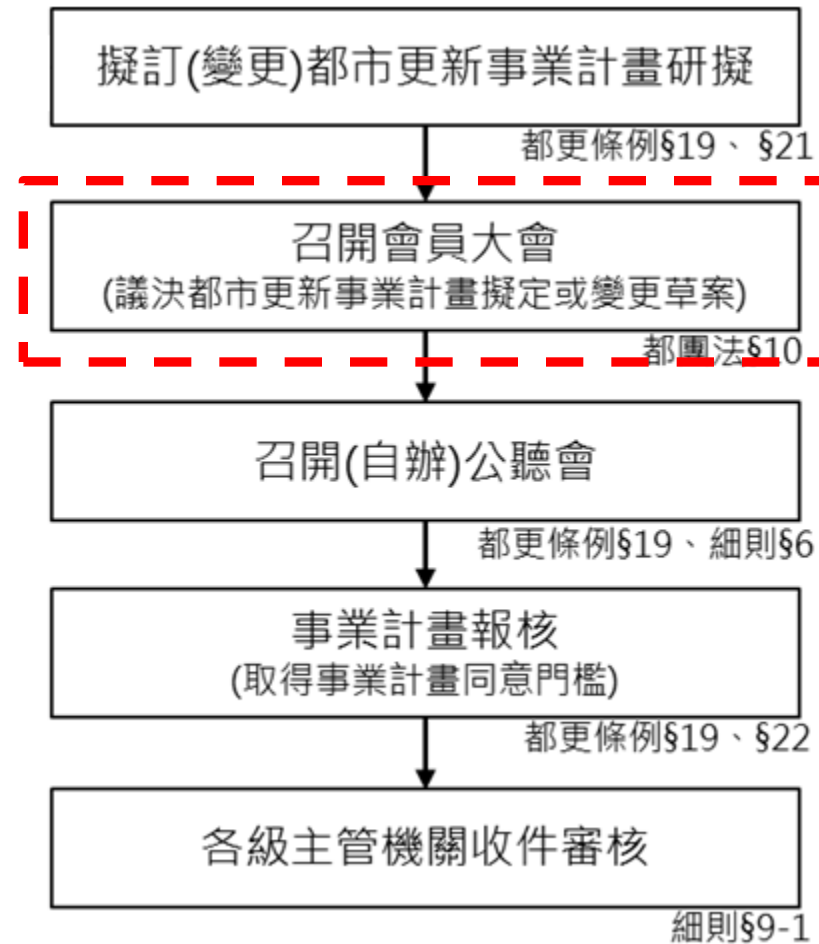 擬訂(變更)都市更新事業計畫研擬
都更條例§19、§21
召開會員大會
(議決都市更新事業計畫擬定或變更草案)
都團法§10
召開(自辦)公聽會
都更條例§19、細則§6
事業計畫報核
(取得事業計畫同意門檻)
都更條例§19、§22
各級主管機關收件審核
細則§9-1